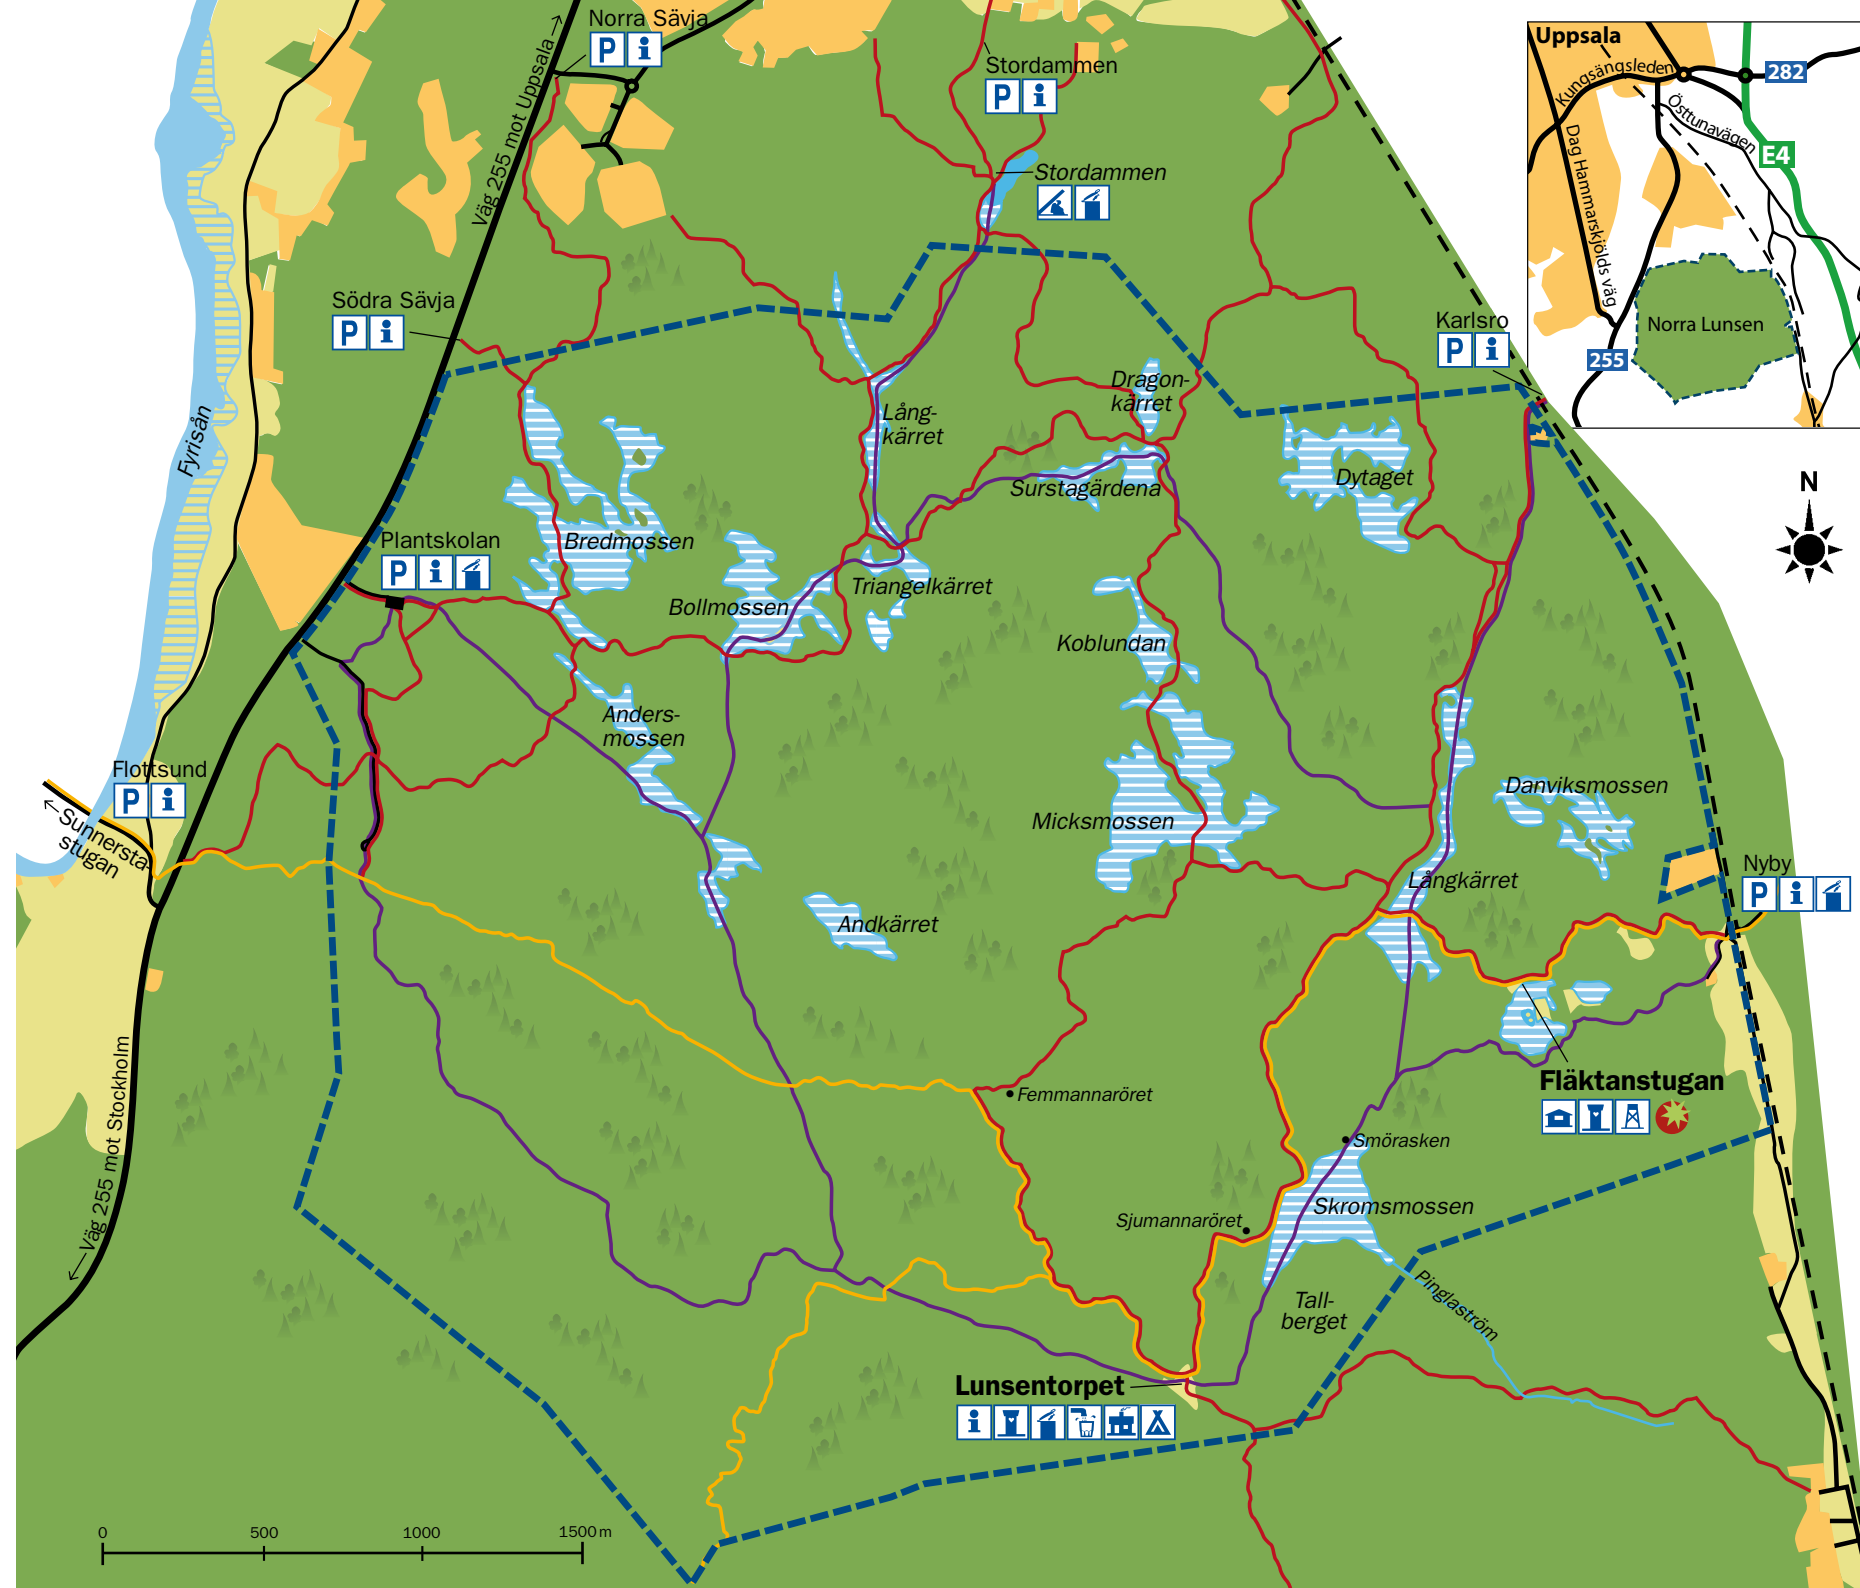 Norra Sävja
P i
Väg 255 mot Uppsala
Stordammen
P i
Stordammen
Uppsala
Kungsängsleden
282
Östtunavägen
E4
Dag Hammarskjölds väg
Norra Lunsen
255
Södra Sävja
P i
Karlsro
P i
Dragon-
kärret
Lång-
kärret
Fyrisån
Surstagärdena
Dytaget
N
Plantskolan
P i
Bredmossen
Triangelkärret
Bollmossen
Koblundan
Anders-
mossen
Flottsund
P i
Sunnersta-
stugan
Danviksmossen
Micksmossen
Nyby
P i
Långkärret
Andkärret
Väg 255 mot Stockholm
Femmannaröret
Fläktanstugan
Smörasken
Skromsmossen
Sjumannaröret
Pinglaström
Tall-
berget
Lunsentorpet
i
0 500 1000 1500 m